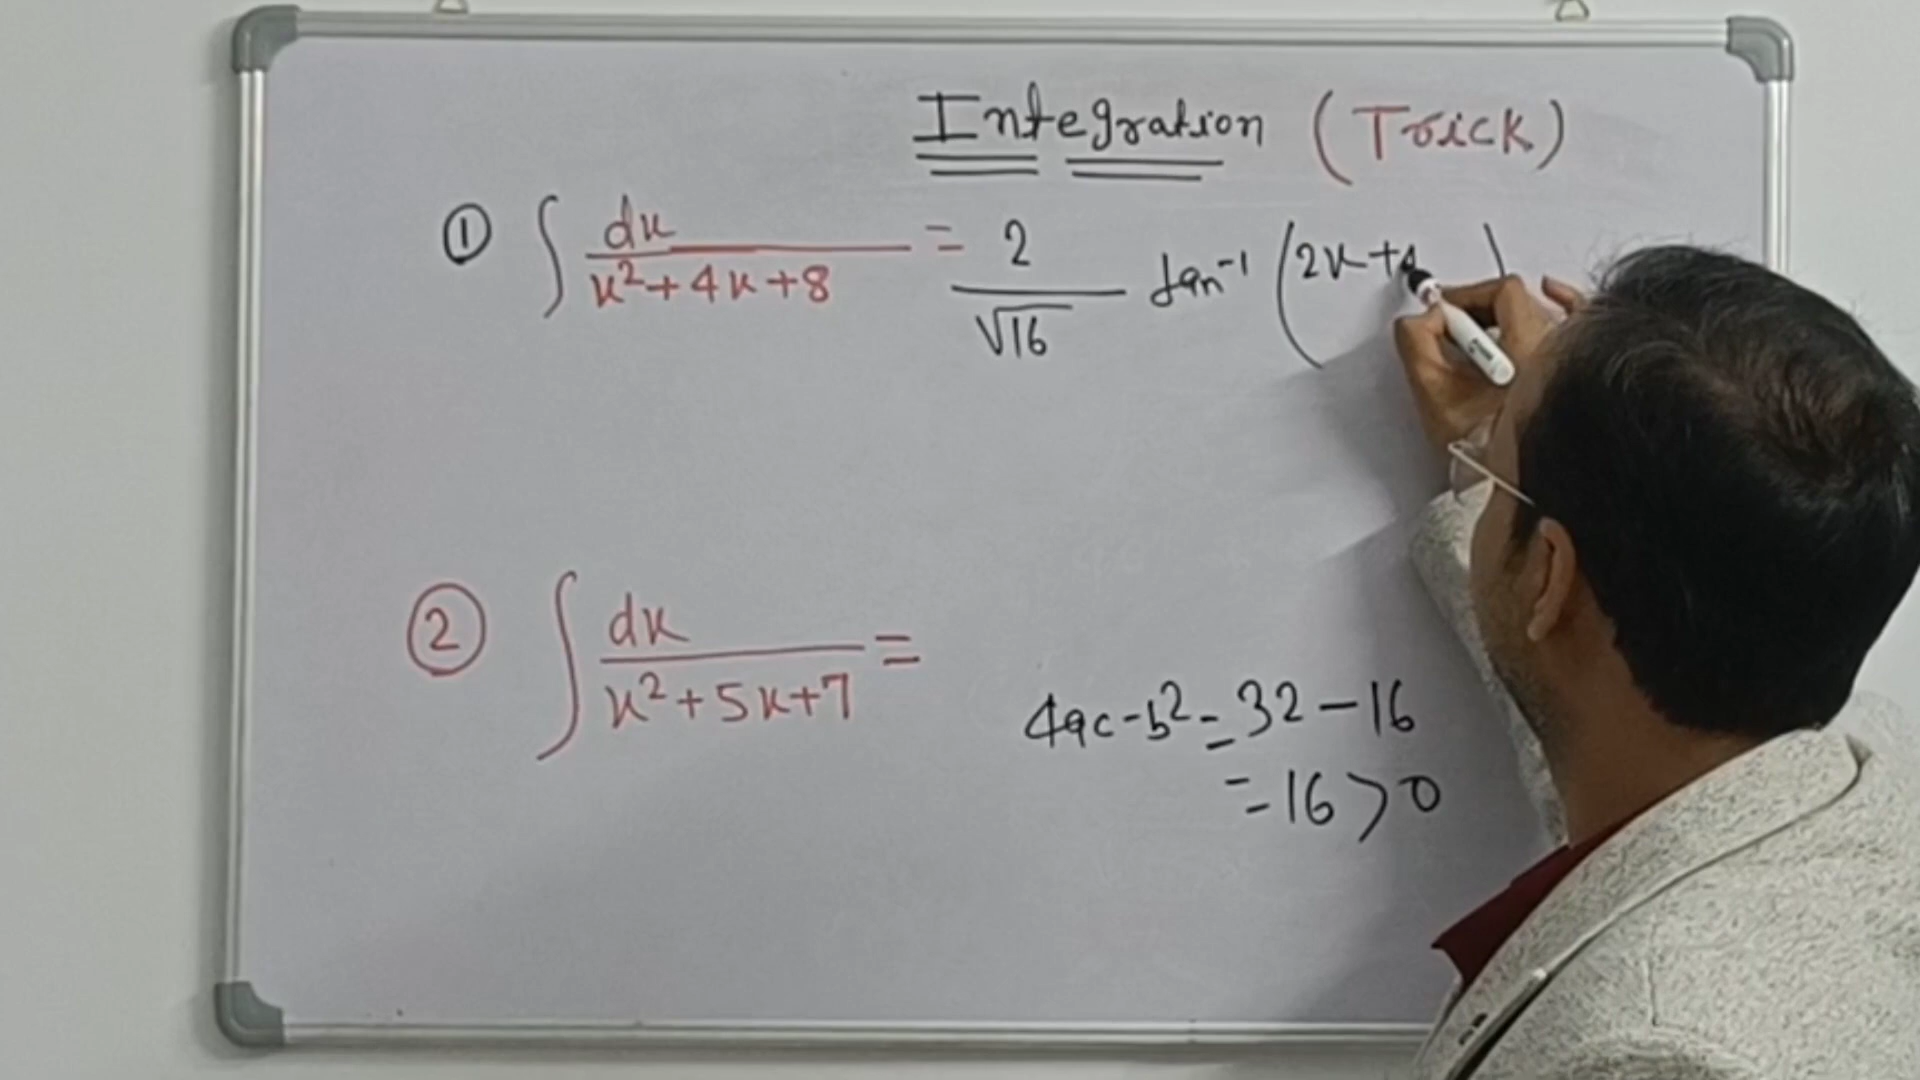 Integration (Trick)
① ∫ dx / x²+4x+8 = 2 / √16 tan⁻¹ (2x+4 )
② ∫ dx / x²+5x+7 =
4ac-b² = 32-16
= 16 > 0